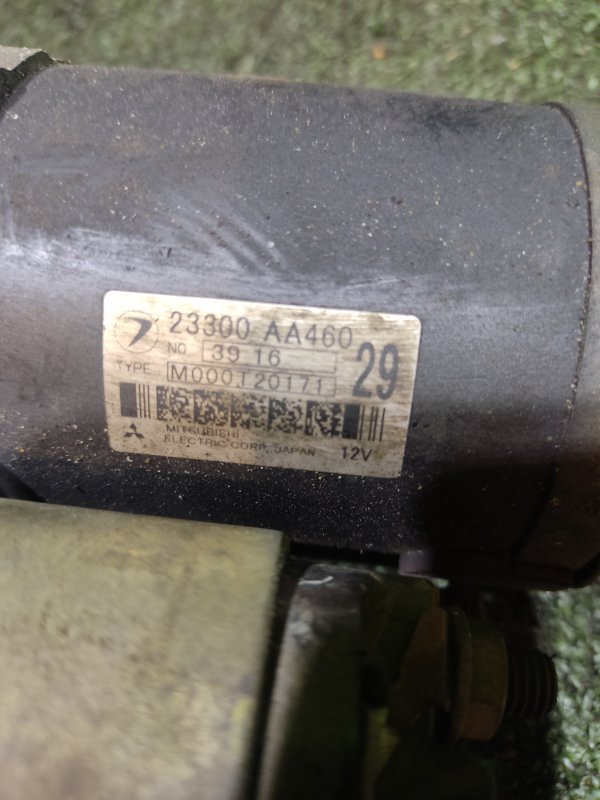 23300 AA460
NO 39 16
29
TYPE M000T20171
MITSUBISHI
ELECTRIC CORP. JAPAN 12V